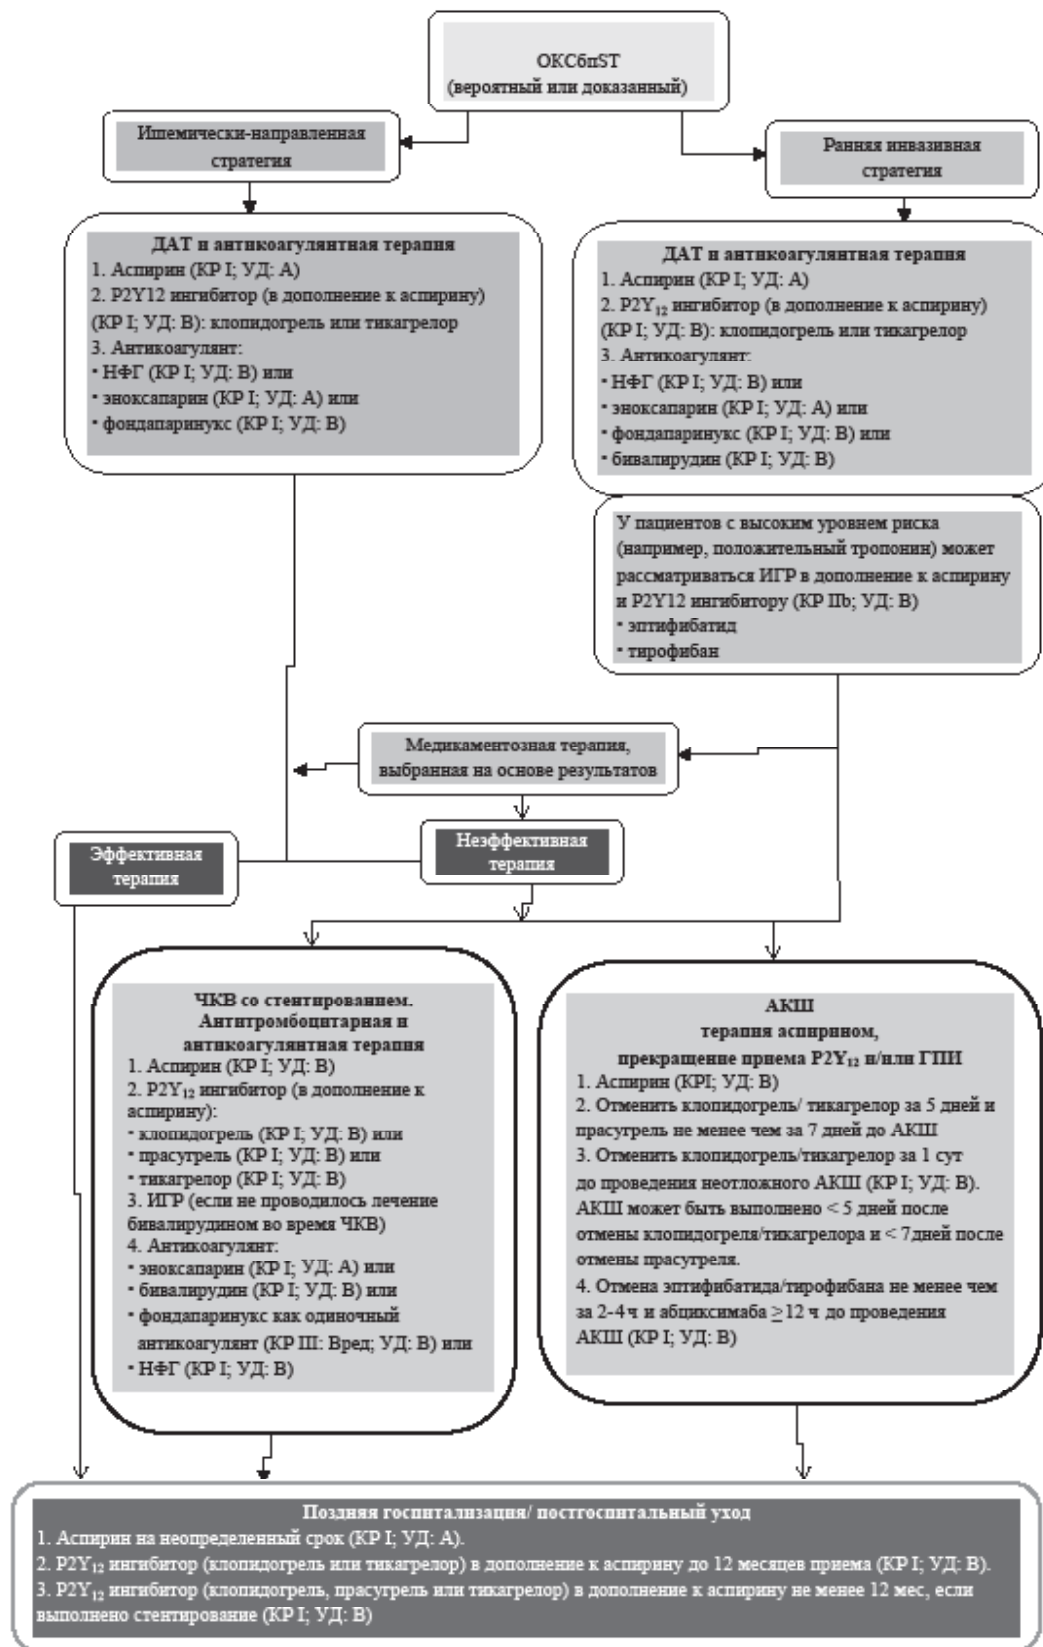 ОКСбпST
(вероятный или доказанный)
Ишемически-направленная
стратегия
Ранняя инвазивная
стратегия
ДАТ и антикоагулянтная терапия
1. Аспирин (КР I; УД: А)
2. P2Y12 ингибитор (в дополнение к аспирину)
(КР I; УД: В): клопидогрель или тикагрелор
3. Антикоагулянт:
• НФГ (КР I; УД: В) или
• эноксапарин (КР I; УД: А) или
• фондапаринукс (КР I; УД: В)
ДАТ и антикоагулянтная терапия
1. Аспирин (КР I; УД: А)
2. P2Y₁₂ ингибитор (в дополнение к аспирину)
(КР I; УД: В): клопидогрель или тикагрелор
3. Антикоагулянт:
• НФГ (КР I; УД: В) или
• эноксапарин (КР I; УД: А) или
• фондапаринукс (КР I; УД: В) или
• бивалирудин (КР I; УД: В)
У пациентов с высоким уровнем риска
(например, положительный тропонин) может
рассматриваться ИГР в дополнение к аспирину
и P2Y12 ингибитору (КР IIb; УД: В)
• эптифибатид
• тирофибан
Медикаментозная терапия,
выбранная на основе результатов
Эффективная
терапия
Неэффективная
терапия
ЧКВ со стентированием.
Антитромбоцитарная и
антикоагулянтная терапия
1. Аспирин (КР I; УД: В)
2. P2Y₁₂ ингибитор (в дополнение к
аспирину):
• клопидогрель (КР I; УД: В) или
• прасугрель (КР I; УД: В) или
• тикагрелор (КР I; УД: В)
3. ИГР (если не проводилось лечение
бивалирудином во время ЧКВ)
4. Антикоагулянт:
• эноксапарин (КР I; УД: А) или
• бивалирудин (КР I; УД: В) или
• фондапаринукс как одиночный
антикоагулянт (КР III: Вред; УД: В) или
• НФГ (КР I; УД: В)
АКШ
терапия аспирином,
прекращение приема P2Y₁₂ и/или ГПИ
1. Аспирин (КРI; УД: В)
2. Отменить клопидогрель/ тикагрелор за 5 дней и
прасугрель не менее чем за 7 дней до АКШ
3. Отменить клопидогрель/тикагрелор за 1 сут
до проведения неотложного АКШ (КР I; УД: В).
АКШ может быть выполнено < 5 дней после
отмены клопидогреля/тикагрелора и < 7дней после
отмены прасугреля.
4. Отмена эптифибатида/тирофибана не менее чем
за 2-4 ч и абциксимаба ≥ 12 ч до проведения
АКШ (КР I; УД: В)
Поздняя госпитализация/ постгоспитальный уход
1. Аспирин на неопределенный срок (КР I; УД: А).
2. P2Y₁₂ ингибитор (клопидогрель или тикагрелор) в дополнение к аспирину до 12 месяцев приема (КР I; УД: В).
3. P2Y₁₂ ингибитор (клопидогрель, прасугрель или тикагрелор) в дополнение к аспирину не менее 12 мес, если
выполнено стентирование (КР I; УД: В)